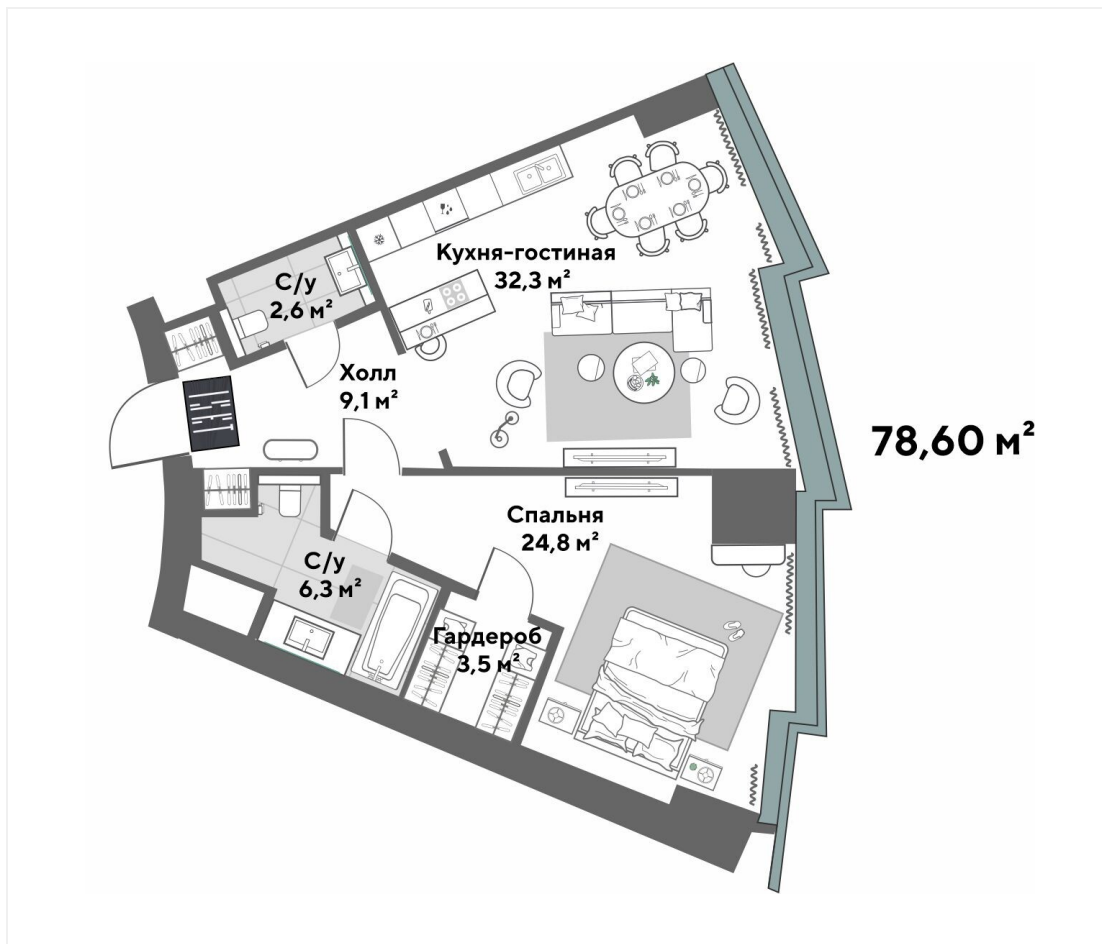 Кухня-гостиная
32,3 м²
С/у
2,6 м²
Холл
9,1 м²
78,60 м²
Спальня
24,8 м²
С/у
6,3 м²
Гардероб
3,5 м²